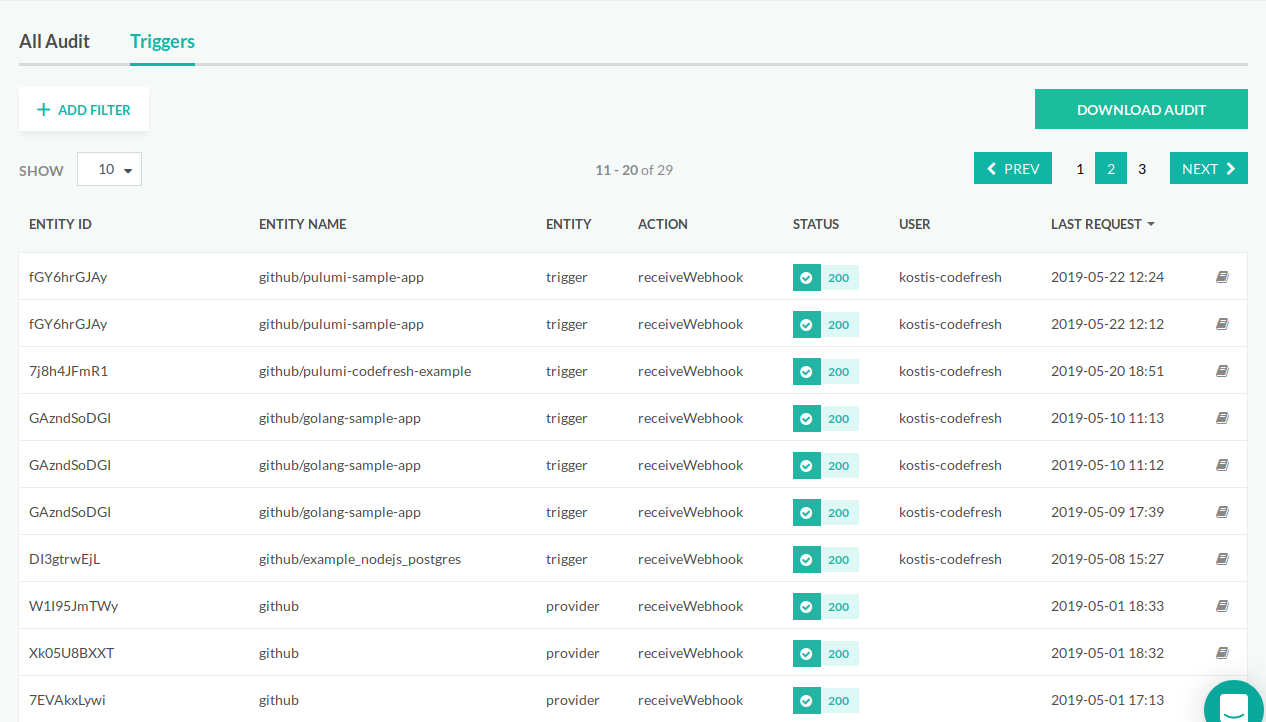 All Audit Triggers
+ ADD FILTER DOWNLOAD AUDIT
SHOW 10 11 - 20 of 29 PREV 1 2 3 NEXT
ENTITY ID ENTITY NAME ENTITY ACTION STATUS USER LAST REQUEST
fGY6hrGJAy github/pulumi-sample-app trigger receiveWebhook 200 kostis-codefresh 2019-05-22 12:24
fGY6hrGJAy github/pulumi-sample-app trigger receiveWebhook 200 kostis-codefresh 2019-05-22 12:12
7j8h4JFmR1 github/pulumi-codefresh-example trigger receiveWebhook 200 kostis-codefresh 2019-05-20 18:51
GAzndSoDGI github/golang-sample-app trigger receiveWebhook 200 kostis-codefresh 2019-05-10 11:13
GAzndSoDGI github/golang-sample-app trigger receiveWebhook 200 kostis-codefresh 2019-05-10 11:12
GAzndSoDGI github/golang-sample-app trigger receiveWebhook 200 kostis-codefresh 2019-05-09 17:39
DI3gtrwEjL github/example_nodejs_postgres trigger receiveWebhook 200 kostis-codefresh 2019-05-08 15:27
W1I95JmTWy github provider receiveWebhook 200 2019-05-01 18:33
Xk05U8BXXT github provider receiveWebhook 200 2019-05-01 18:32
7EVAkxLywi github provider receiveWebhook 200 2019-05-01 17:13